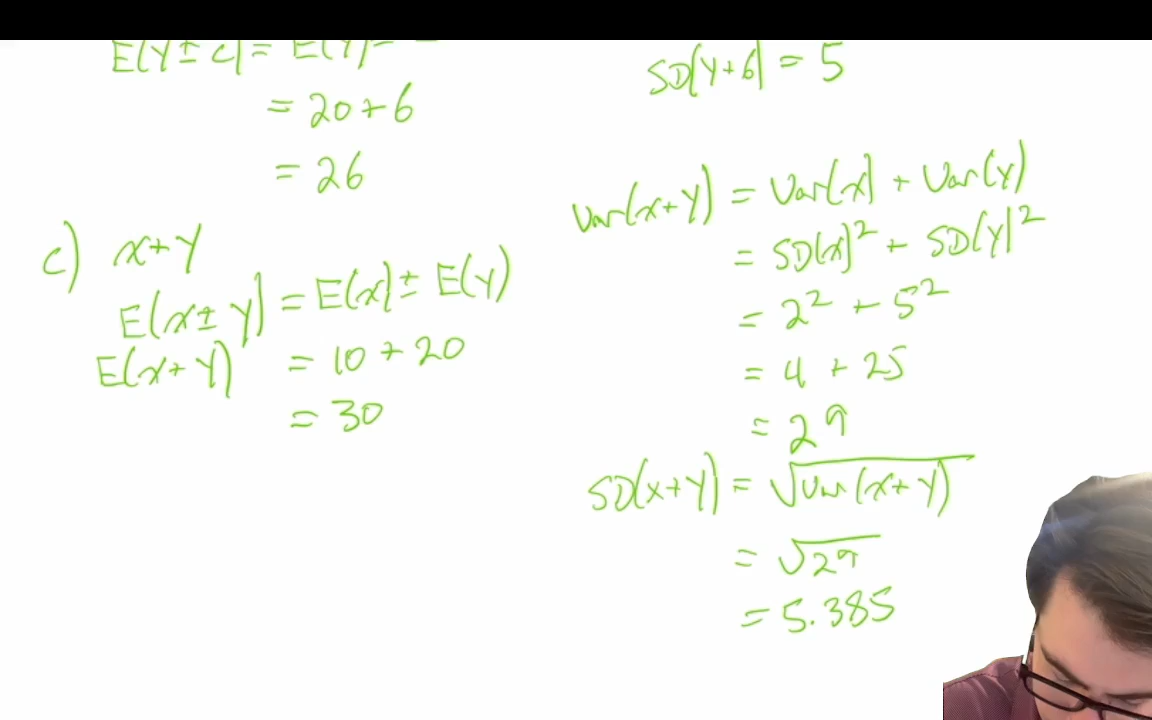 E(Y ± c) = E(Y) ±
= 20 + 6
= 26
c) x + y
E(x ± y) = E(x) ± E(y)
E(x + y) = 10 + 20
= 30
SD(Y + 6) = 5
Var(x + y) = Var(x) + Var(y)
= SD(x)² + SD(y)²
= 2² + 5²
= 4 + 25
= 29
SD(x + y) = √Var(x + y)
= √29
= 5.385